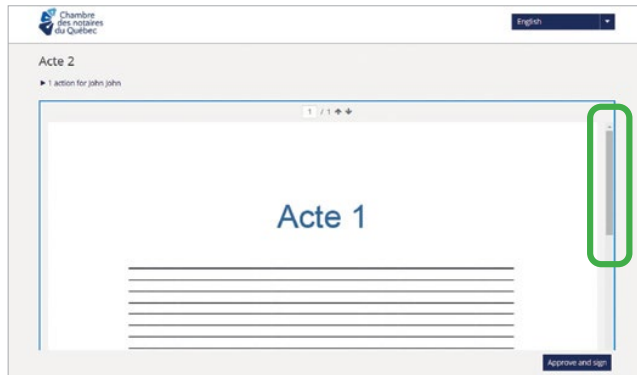 Chambre
des notaires
du Québec
English
Acte 2
1 action for john john
1 / 1
Acte 1
Approve and sign